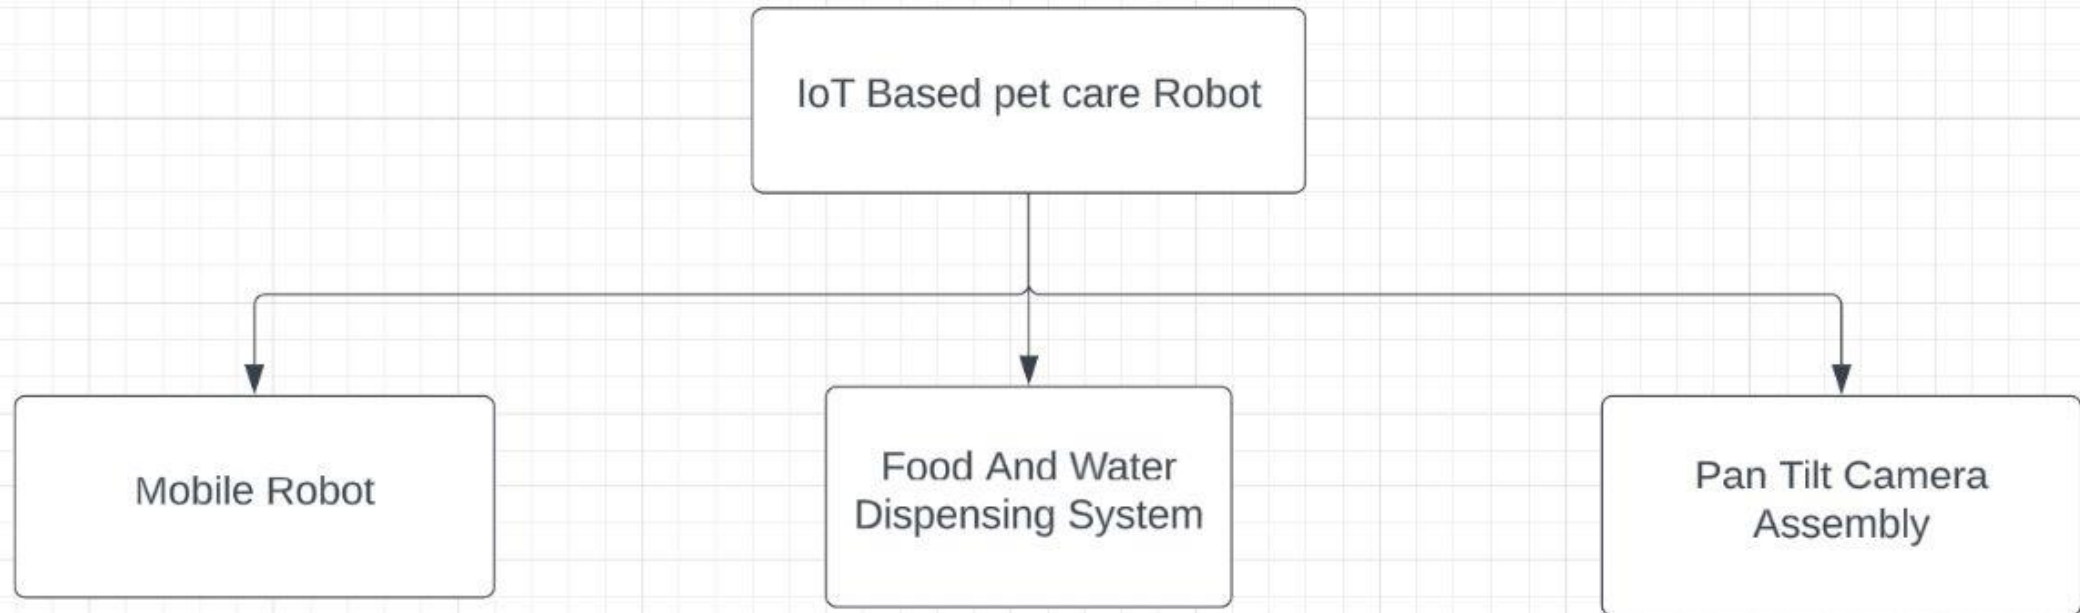 IoT Based pet care Robot
Mobile Robot
Food And Water
Dispensing System
Pan Tilt Camera
Assembly